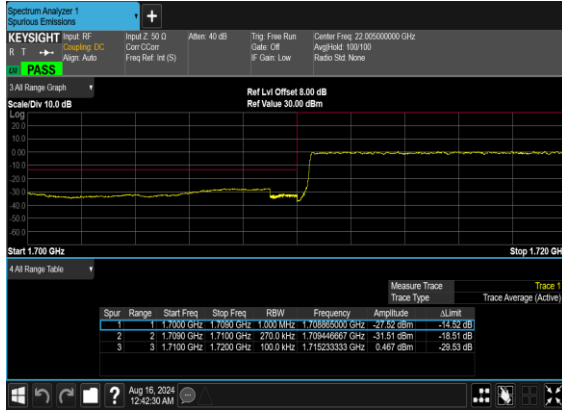 Spectrum Analyzer 1
Spurious Emissions
+
KEYSIGHT Input: RF Input Z: 50 Ω Atten: 40 dB Trig: Free Run Center Freq: 22.005000000 GHz
R T Coupling: DC Corr CCorr Gate: Off Avg|Hold: 100/100
Align: Auto Freq Ref: Int (S) IF Gain: Low Radio Std: None
PASS
3 All Range Graph
Ref Lvl Offset 8.00 dB
Scale/Div 10.0 dB Ref Value 30.00 dBm
Log
20.0
10.0
0.00
-10.0
-20.0
-30.0
-40.0
-50.0
-60.0
Start 1.700 GHz Stop 1.720 GH
4 All Range Table
Measure Trace Trace 1
Trace Type Trace Average (Active)
Spur Range Start Freq Stop Freq RBW Frequency Amplitude ΔLimit
1 1 1.7000 GHz 1.7090 GHz 1.000 MHz 1.708865000 GHz -27.52 dBm -14.52 dB
2 2 1.7090 GHz 1.7100 GHz 270.0 kHz 1.709446667 GHz -31.51 dBm -18.51 dB
3 3 1.7100 GHz 1.7200 GHz 100.0 kHz 1.715233333 GHz 0.467 dBm -29.53 dB
?
Aug 16, 2024
12:42:30 AM